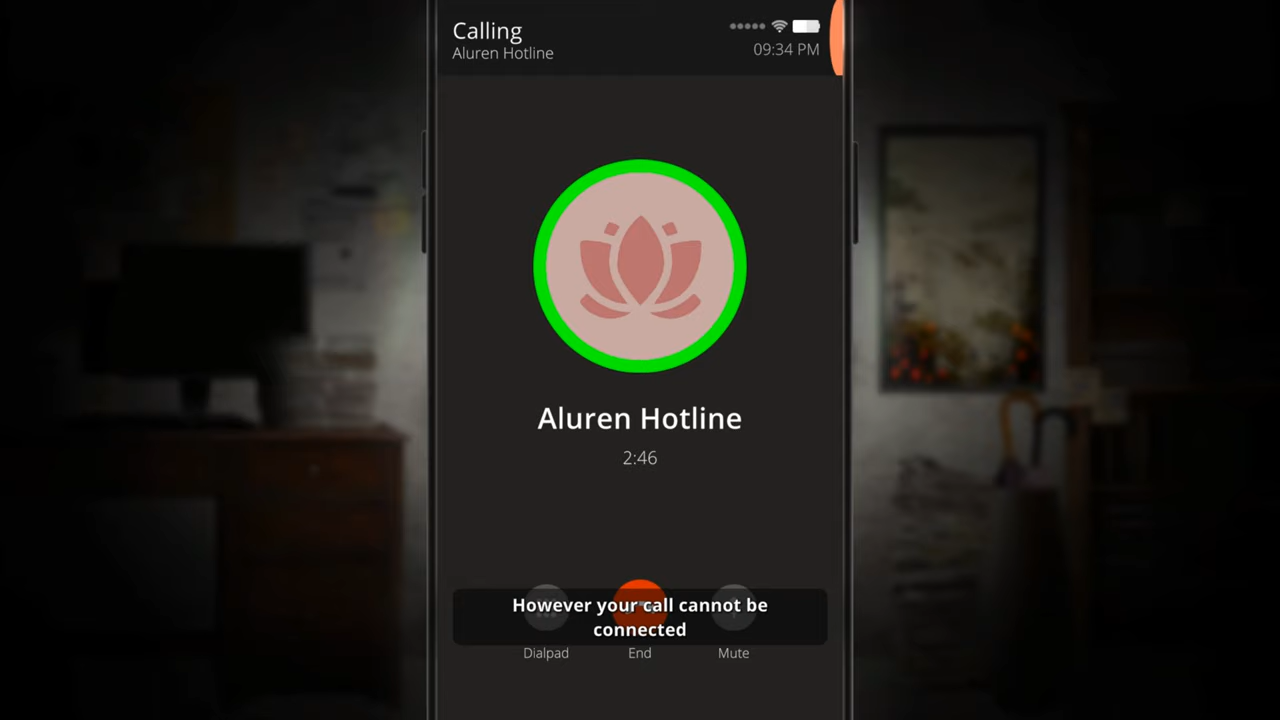 Calling
Aluren Hotline
09:34 PM
Aluren Hotline
2:46
However your call cannot be
connected
Dialpad
End
Mute